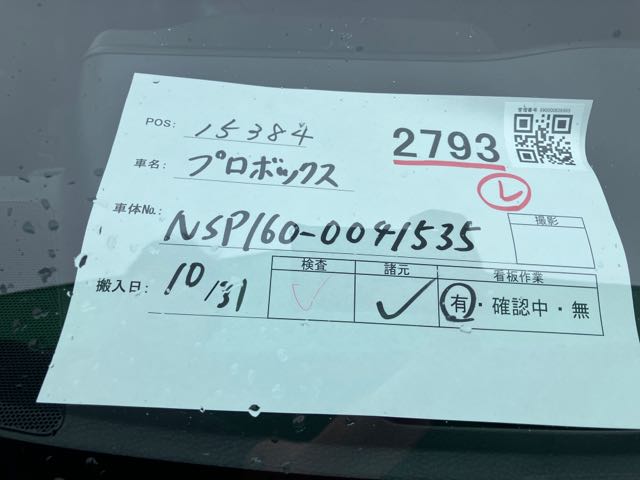 POS: 15384
2793
車名: プロボックス
レ
車体No.: NSP160-0041535
撮影
搬入日: 10/31
検査 諸元 看板作業
有・確認中・無